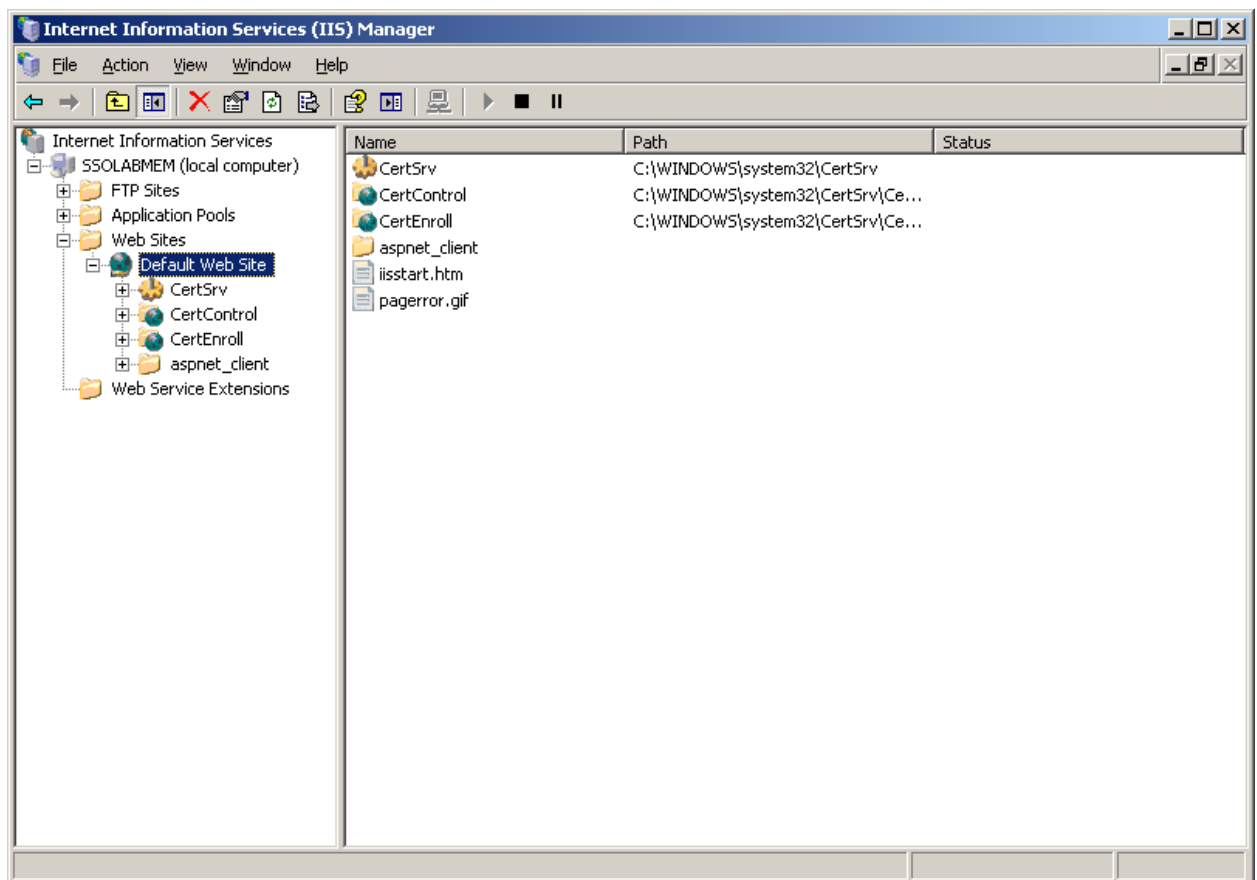 Internet Information Services (IIS) Manager
File Action View Window Help
Internet Information Services
SSOLABMEM (local computer)
FTP Sites
Application Pools
Web Sites
Default Web Site
CertSrv
CertControl
CertEnroll
aspnet_client
Web Service Extensions
Name Path Status
CertSrv C:\WINDOWS\system32\CertSrv
CertControl C:\WINDOWS\system32\CertSrv\Ce...
CertEnroll C:\WINDOWS\system32\CertSrv\Ce...
aspnet_client
iisstart.htm
pagerror.gif